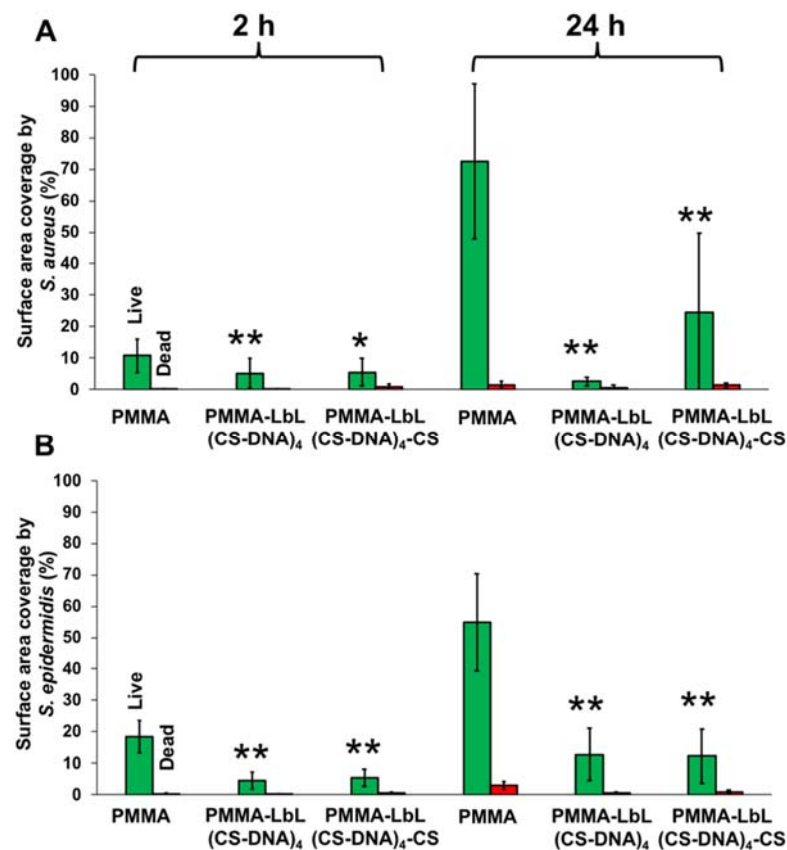 A
2 h
24 h
Surface area coverage by
S. aureus (%)
100
90
80
70
60
50
40
30
20
10
0
Live
Dead
**
*
**
**
PMMA
PMMA-LbL
(CS-DNA)₄
PMMA-LbL
(CS-DNA)₄-CS
PMMA
PMMA-LbL
(CS-DNA)₄
PMMA-LbL
(CS-DNA)₄-CS
B
Surface area coverage by
S. epidermidis (%)
100
90
80
70
60
50
40
30
20
10
0
Live
Dead
**
**
**
**
PMMA
PMMA-LbL
(CS-DNA)₄
PMMA-LbL
(CS-DNA)₄-CS
PMMA
PMMA-LbL
(CS-DNA)₄
PMMA-LbL
(CS-DNA)₄-CS